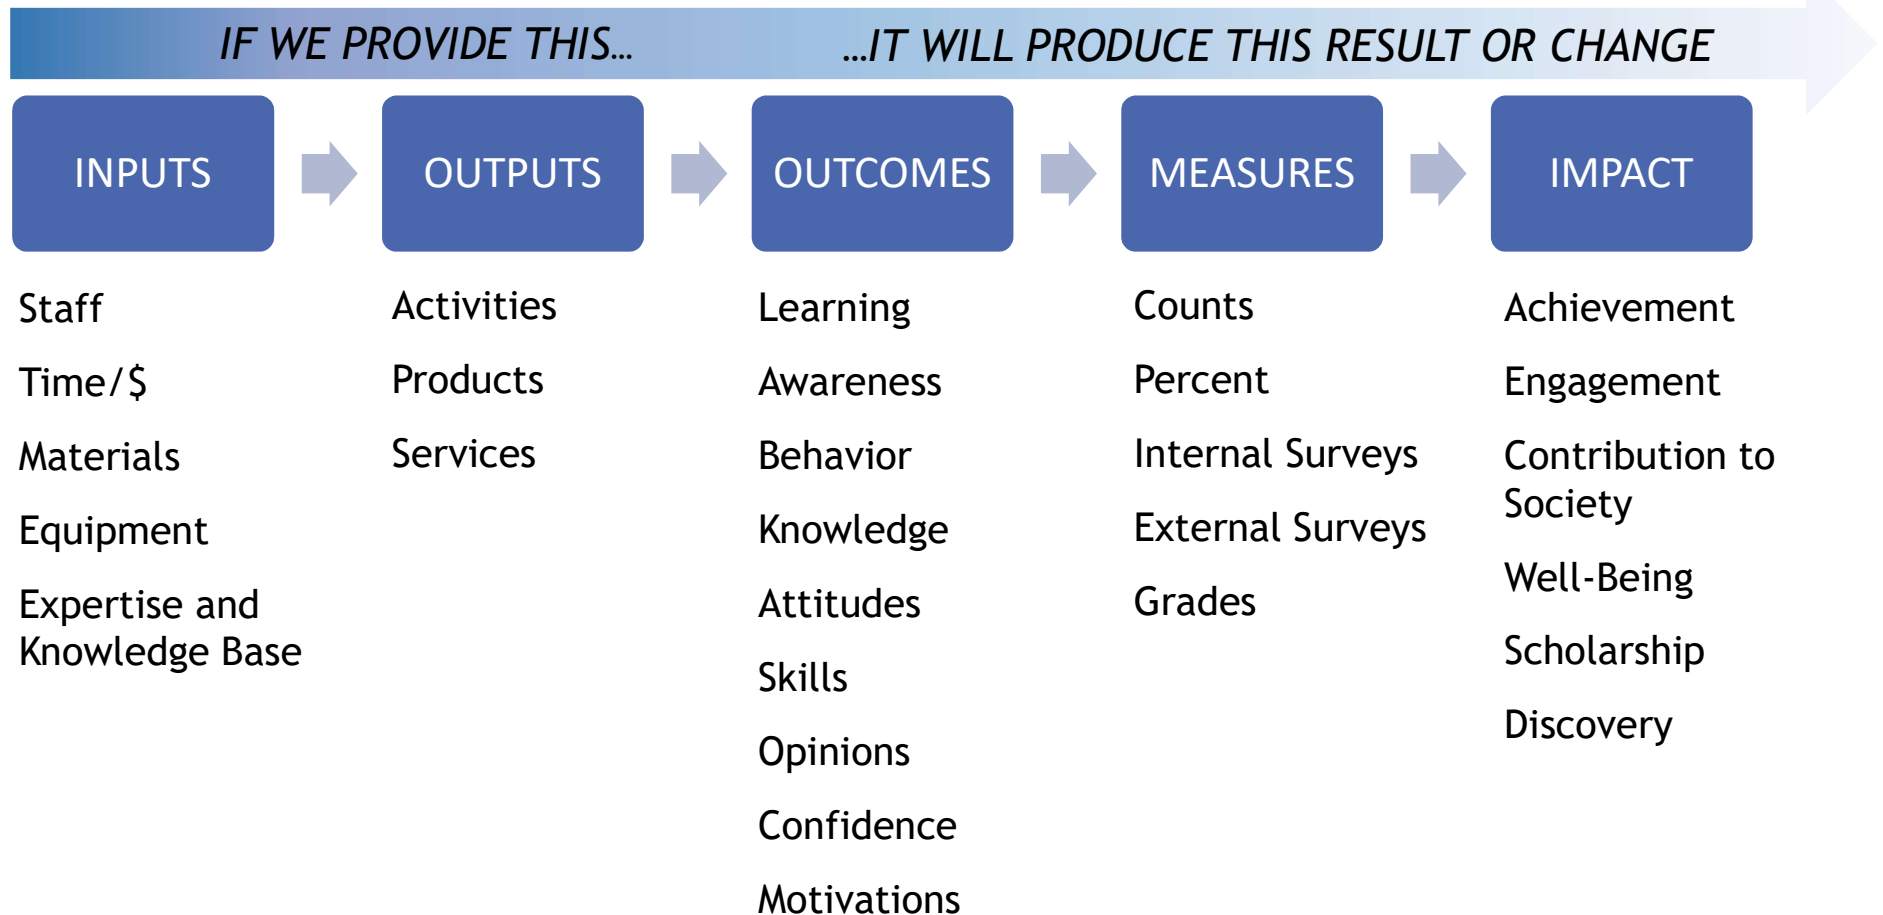 IF WE PROVIDE THIS...
...IT WILL PRODUCE THIS RESULT OR CHANGE
INPUTS
Staff
Time/$
Materials
Equipment
Expertise and
Knowledge Base
OUTPUTS
Activities
Products
Services
OUTCOMES
Learning
Awareness
Behavior
Knowledge
Attitudes
Skills
Opinions
Confidence
Motivations
MEASURES
Counts
Percent
Internal Surveys
External Surveys
Grades
IMPACT
Achievement
Engagement
Contribution to
Society
Well-Being
Scholarship
Discovery